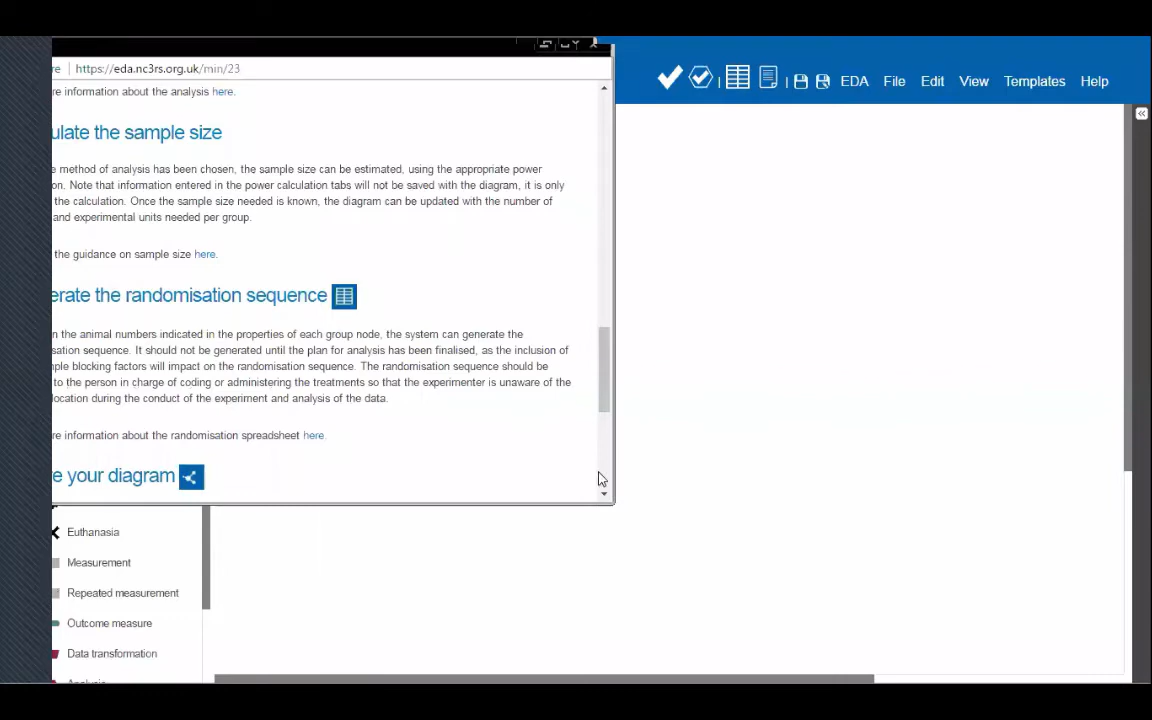 re https://eda.nc3rs.org.uk/min/23
EDA File Edit View Templates Help
re information about the analysis here.
ulate the sample size
e method of analysis has been chosen, the sample size can be estimated, using the appropriate power
on. Note that information entered in the power calculation tabs will not be saved with the diagram, it is only
the calculation. Once the sample size needed is known, the diagram can be updated with the number of
and experimental units needed per group.
the guidance on sample size here.
erate the randomisation sequence
n the animal numbers indicated in the properties of each group node, the system can generate the
sation sequence. It should not be generated until the plan for analysis has been finalised, as the inclusion of
ple blocking factors will impact on the randomisation sequence. The randomisation sequence should be
to the person in charge of coding or administering the treatments so that the experimenter is unaware of the
location during the conduct of the experiment and analysis of the data.
re information about the randomisation spreadsheet here.
e your diagram
Euthanasia
Measurement
Repeated measurement
Outcome measure
Data transformation
Analysis